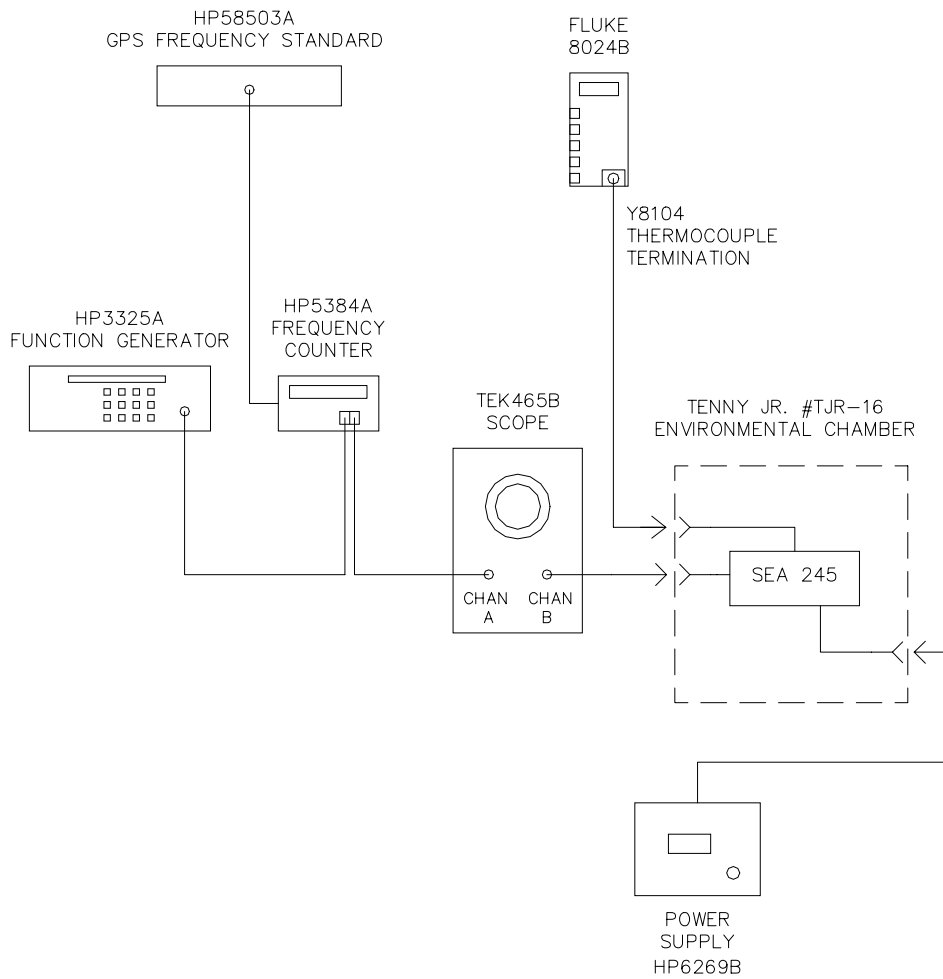 HP58503A
GPS FREQUENCY STANDARD
FLUKE
8024B
Y8104
THERMOCOUPLE
TERMINATION
HP3325A
FUNCTION GENERATOR
HP5384A
FREQUENCY
COUNTER
TEK465B
SCOPE
TENNY JR. #TJR-16
ENVIRONMENTAL CHAMBER
SEA 245
CHAN
A
CHAN
B
POWER
SUPPLY
HP6269B